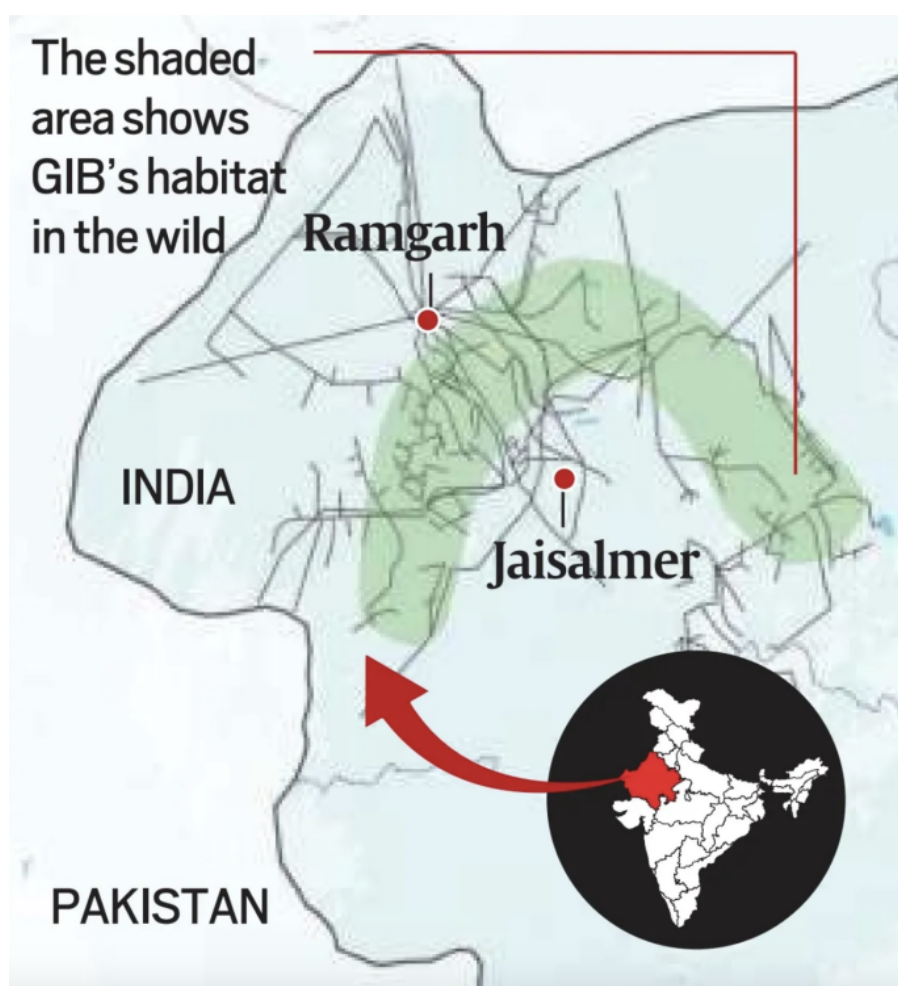 The shaded
area shows
GIB's habitat
in the wild
Ramgarh
INDIA
Jaisalmer
PAKISTAN